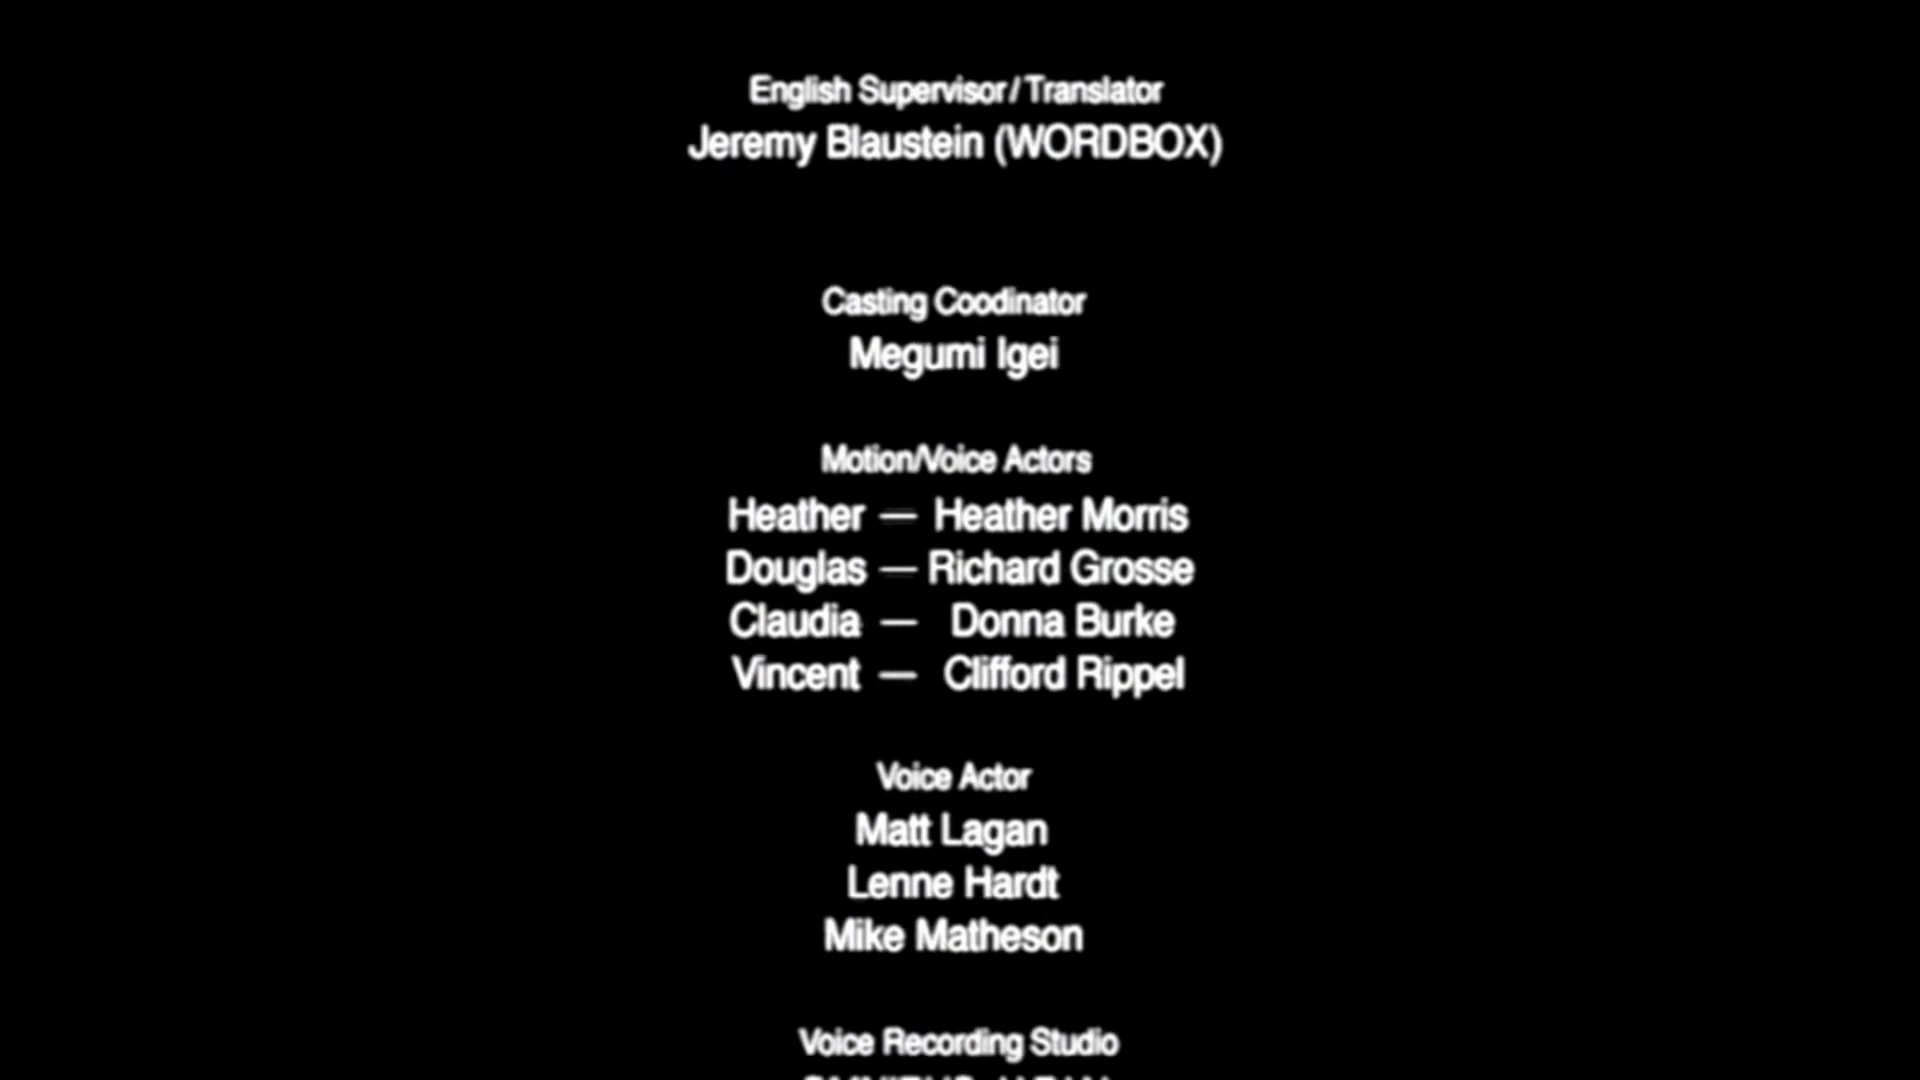 English Supervisor / Translator
Jeremy Blaustein (WORDBOX)
Casting Coodinator
Megumi Igei
Motion/Voice Actors
Heather — Heather Morris
Douglas — Richard Grosse
Claudia — Donna Burke
Vincent — Clifford Rippel
Voice Actor
Matt Lagan
Lenne Hardt
Mike Matheson
Voice Recording Studio